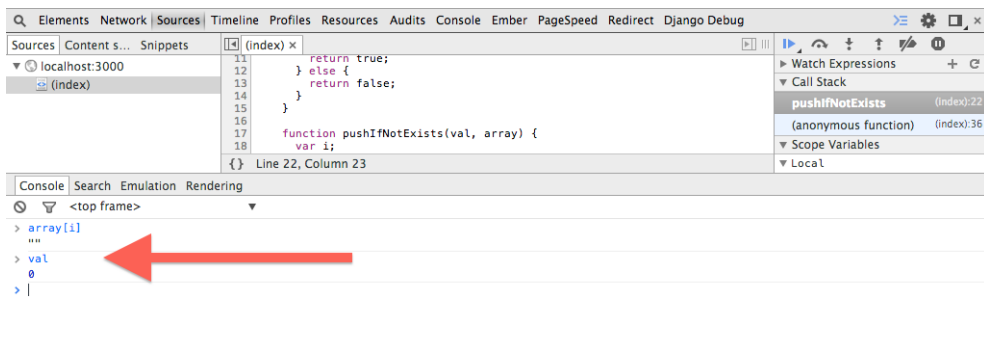 Elements Network Sources Timeline Profiles Resources Audits Console Ember PageSpeed Redirect Django Debug
Sources Content s... Snippets
(index) ×
localhost:3000
(index)
11 return true;
12 } else {
13 return false;
14 }
15 }
16
17 function pushIfNotExists(val, array) {
18 var i;
{} Line 22, Column 23
Watch Expressions
Call Stack
pushIfNotExists (index):22
(anonymous function) (index):36
Scope Variables
Local
Console Search Emulation Rendering
<top frame>
> array[i]
""
> val
0
>